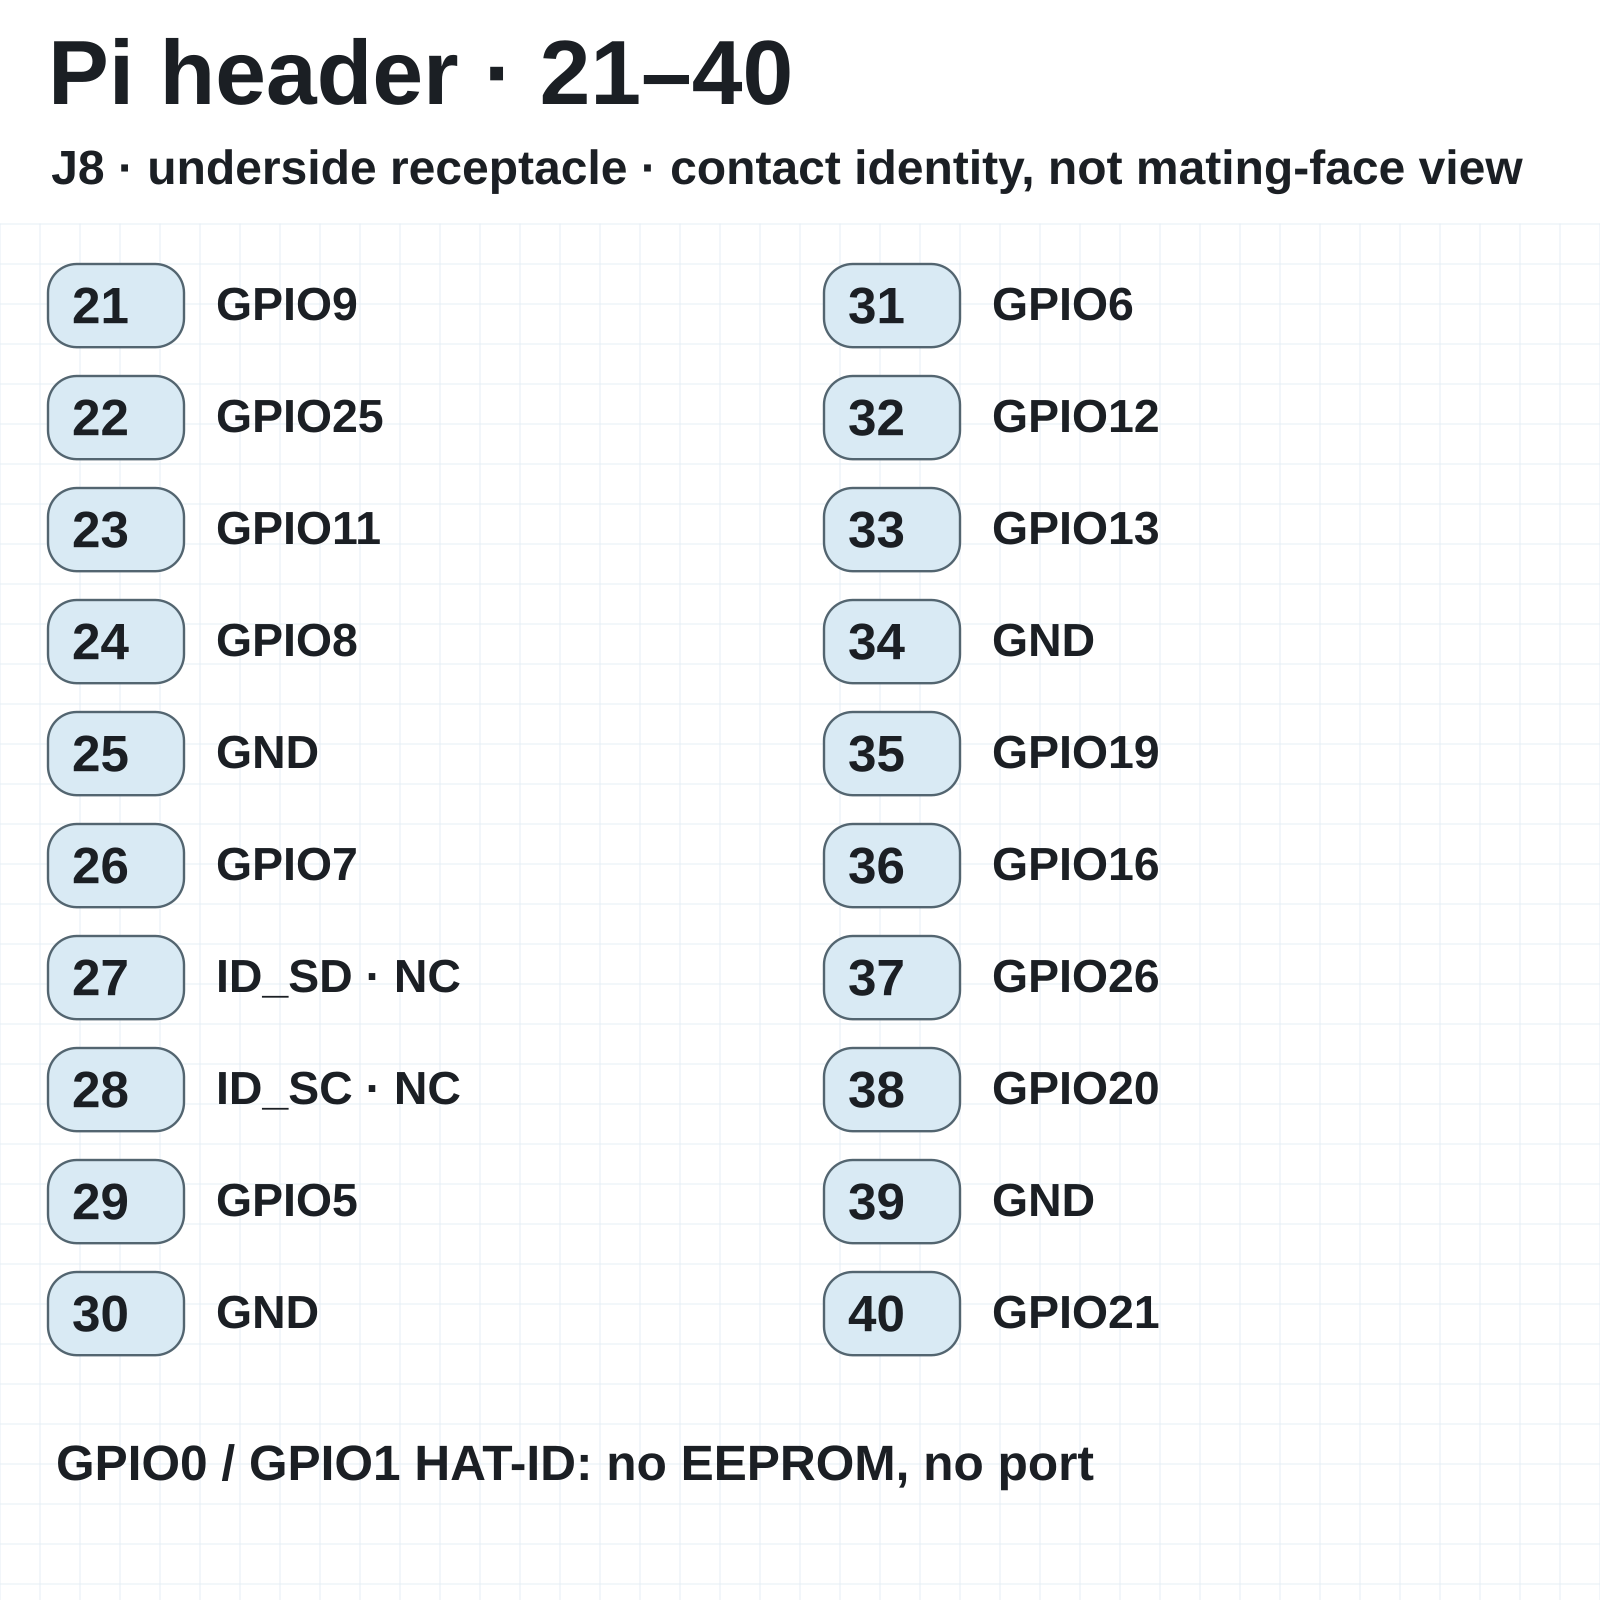 Pi header · 21–40
J8 · underside receptacle · contact identity, not mating-face view
21 GPIO9
22 GPIO25
23 GPIO11
24 GPIO8
25 GND
26 GPIO7
27 ID_SD · NC
28 ID_SC · NC
29 GPIO5
30 GND
31 GPIO6
32 GPIO12
33 GPIO13
34 GND
35 GPIO19
36 GPIO16
37 GPIO26
38 GPIO20
39 GND
40 GPIO21
GPIO0 / GPIO1 HAT-ID: no EEPROM, no port